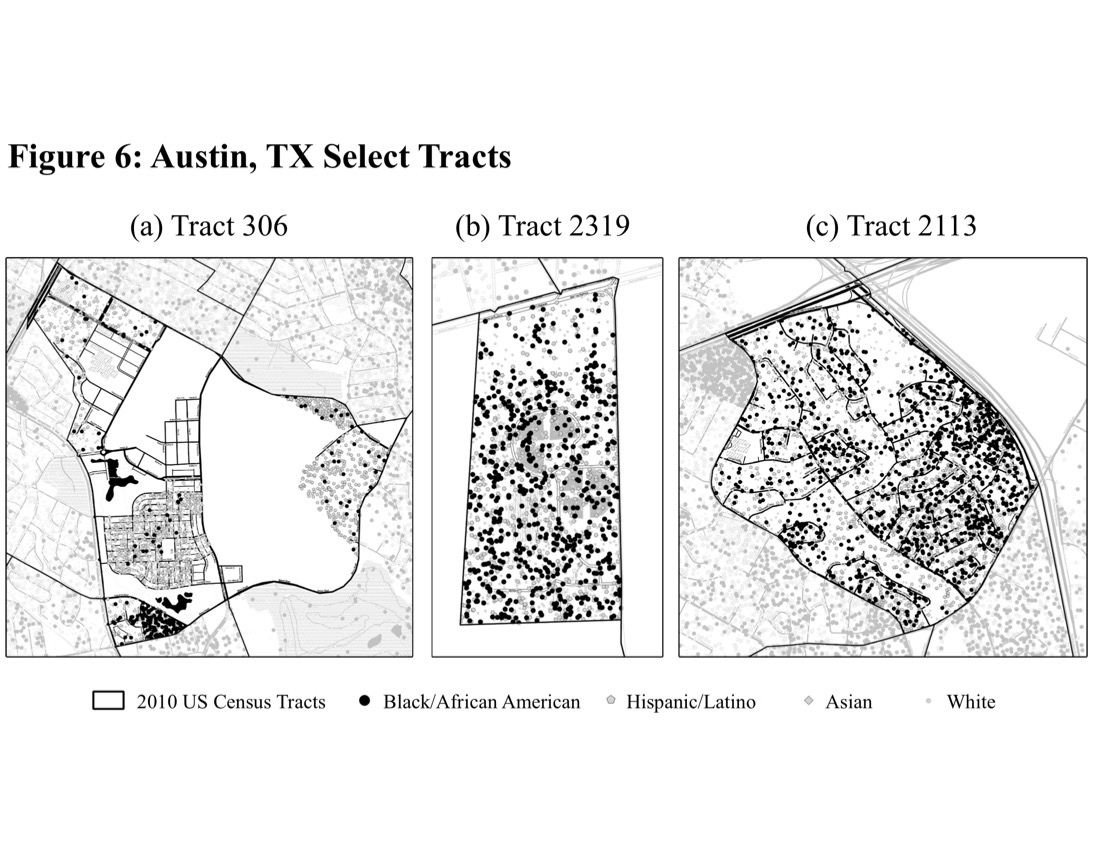 Figure 6: Austin, TX Select Tracts
(a) Tract 306
(b) Tract 2319
(c) Tract 2113
2010 US Census Tracts
Black/African American
Hispanic/Latino
Asian
White